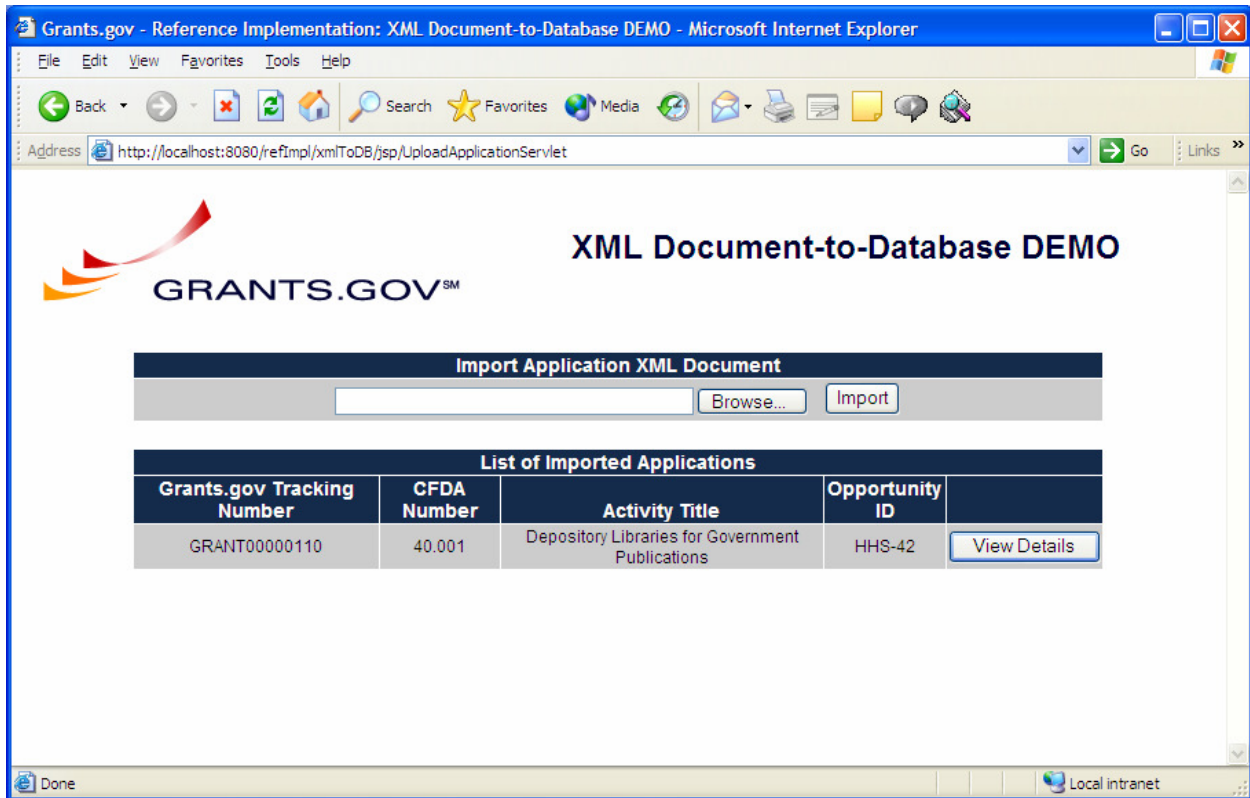 Grants.gov - Reference Implementation: XML Document-to-Database DEMO - Microsoft Internet Explorer
File Edit View Favorites Tools Help
Back Search Favorites Media
Address http://localhost:8080/refImpl/xmlToDB/jsp/UploadApplicationServlet Go Links »
XML Document-to-Database DEMO
GRANTS.GOV℠
Import Application XML Document
Browse... Import
List of Imported Applications
Grants.gov Tracking Number CFDA Number Activity Title Opportunity ID
GRANT00000110 40.001 Depository Libraries for Government Publications HHS-42 View Details
Done Local intranet